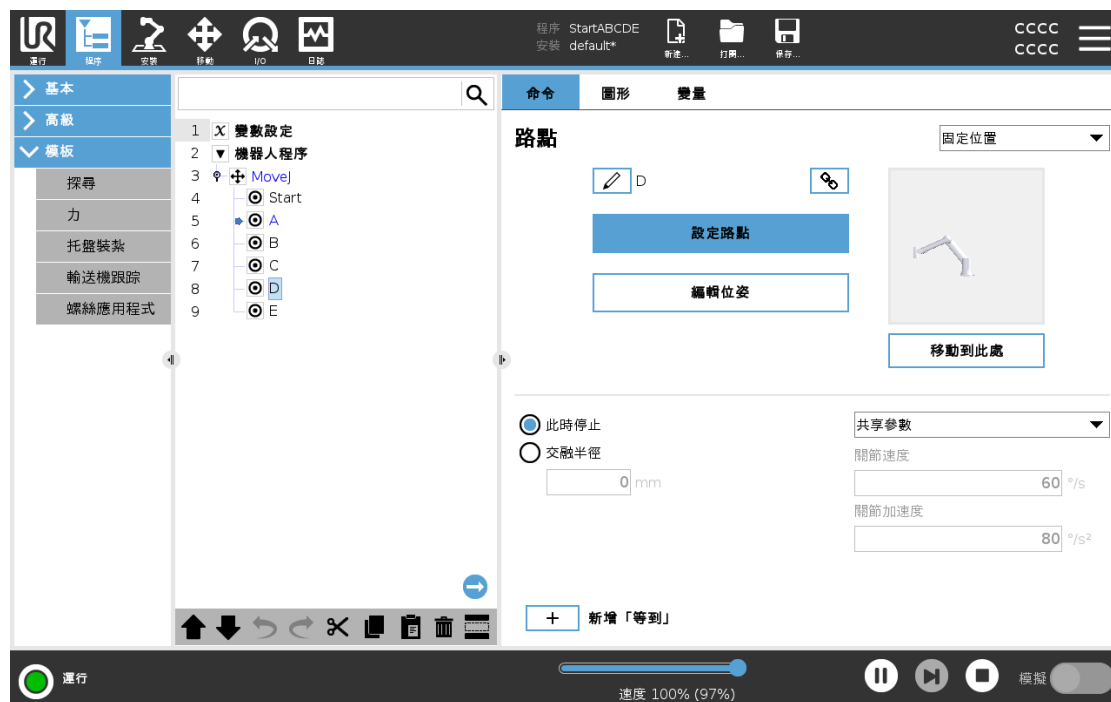 程序 StartABCDE
安裝 default*
CCCC
CCCC
運行 程序 安裝 移動 I/O 日誌 新建... 打開... 保存...
基本
高級
模板
探尋
力
托盤裝紮
輸送機跟踪
螺絲應用程式
1 X 變數設定
2 機器人程序
3 MoveJ
4 Start
5 A
6 B
7 C
8 D
9 E
命令 圖形 變量
路點
固定位置
D
設定路點
編輯位姿
移動到此處
此時停止
交融半徑
0 mm
共享參數
關節速度
60 °/s
關節加速度
80 °/s²
+ 新增「等到」
運行
速度 100% (97%)
模擬